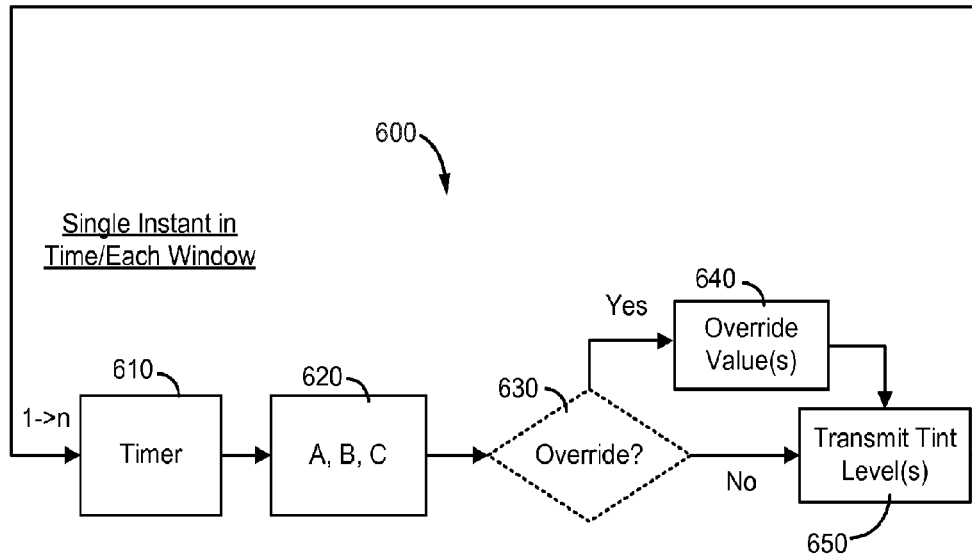 600
Single Instant in
Time/Each Window
640
Yes
Override
Value(s)
610
620
630
1->n
Timer
A, B, C
Override?
No
Transmit Tint
Level(s)
650